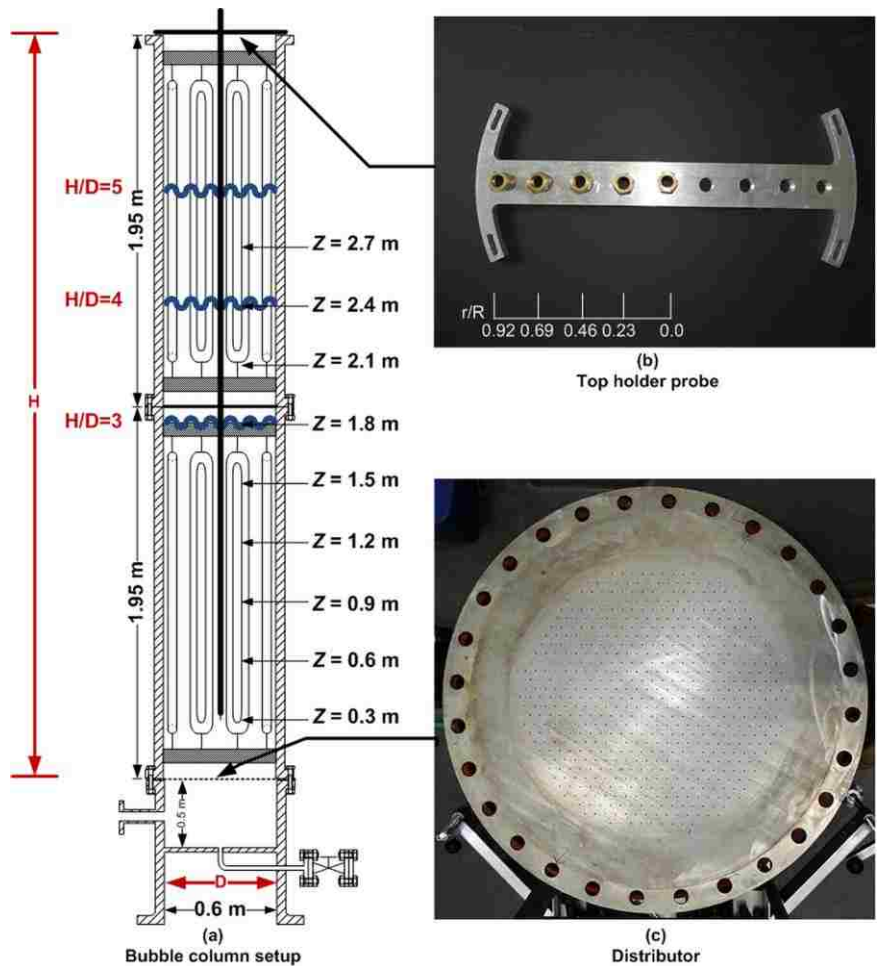 H/D=5
H/D=4
H/D=3
H
1.95 m
1.95 m
Z = 2.7 m
Z = 2.4 m
Z = 2.1 m
Z = 1.8 m
Z = 1.5 m
Z = 1.2 m
Z = 0.9 m
Z = 0.6 m
Z = 0.3 m
0.5 m
D
0.6 m
(a)
Bubble column setup
r/R
0.92 0.69 0.46 0.23 0.0
(b)
Top holder probe
(c)
Distributor